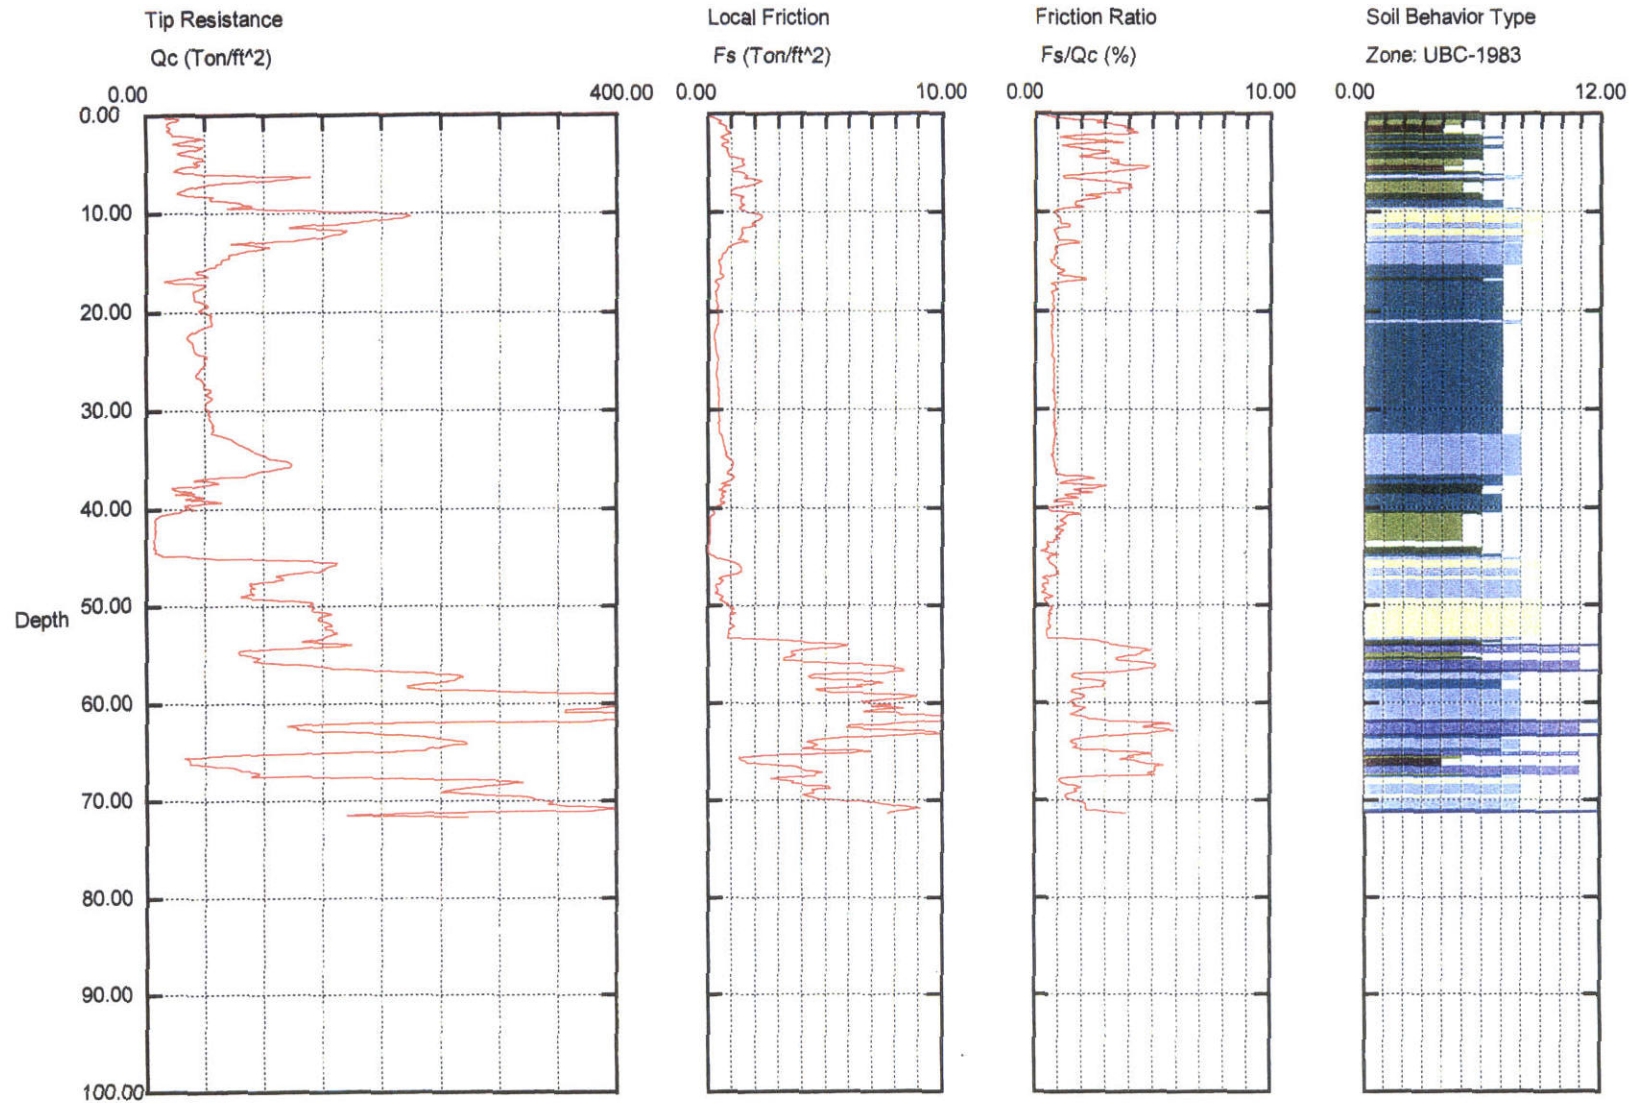 Tip Resistance
Qc (Ton/ft^2)
Local Friction
Fs (Ton/ft^2)
Friction Ratio
Fs/Qc (%)
Soil Behavior Type
Zone: UBC-1983
0.00 400.00
0.00 10.00
0.00 10.00
0.00 12.00
0.00
10.00
20.00
30.00
40.00
50.00
Depth
60.00
70.00
80.00
90.00
100.00